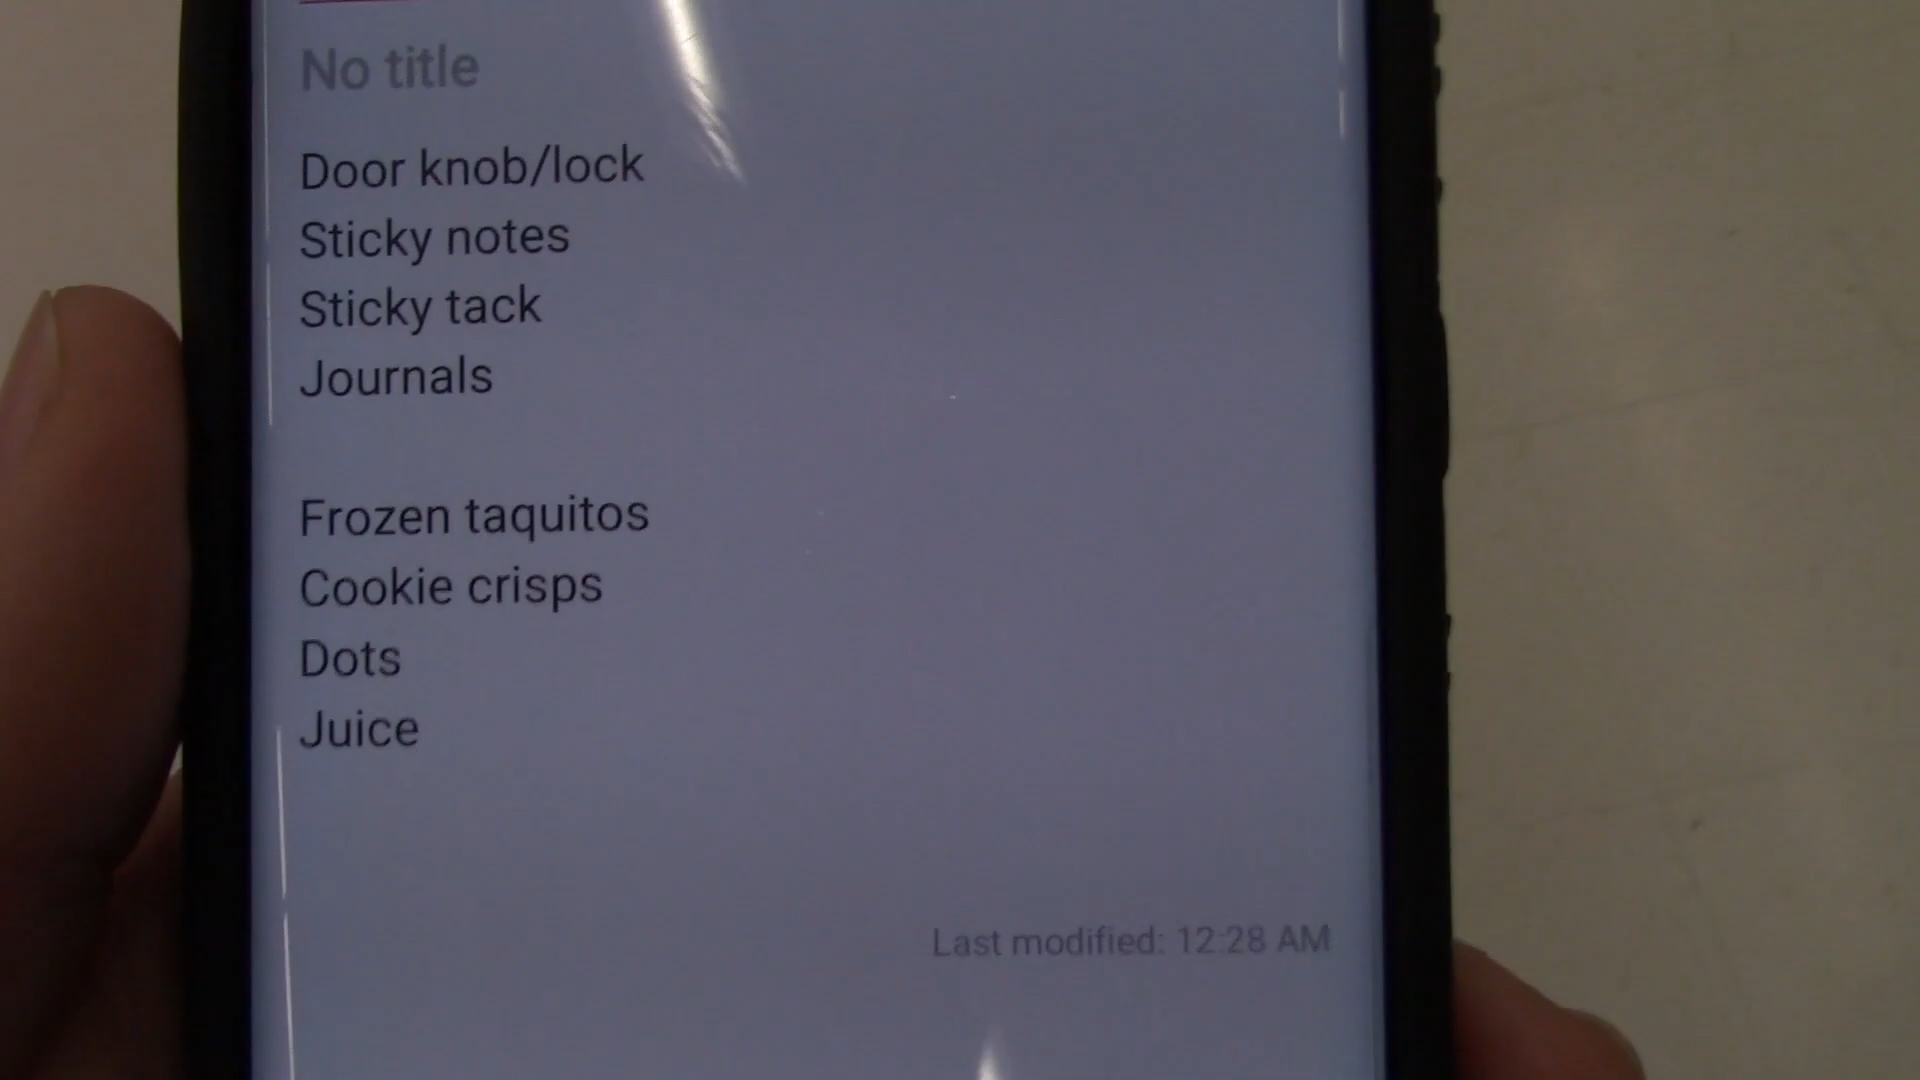 No title
Door knob/lock
Sticky notes
Sticky tack
Journals
Frozen taquitos
Cookie crisps
Dots
Juice
Last modified: 12:28 AM